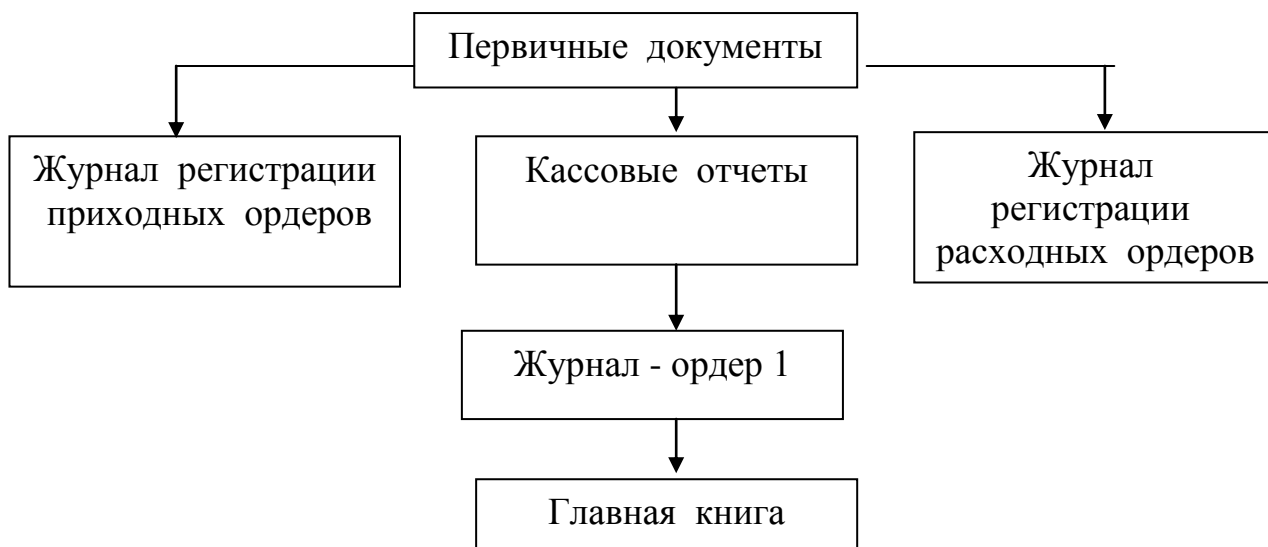 Первичные документы
Журнал регистрации
приходных ордеров
Кассовые отчеты
Журнал
регистрации
расходных ордеров
Журнал - ордер 1
Главная книга